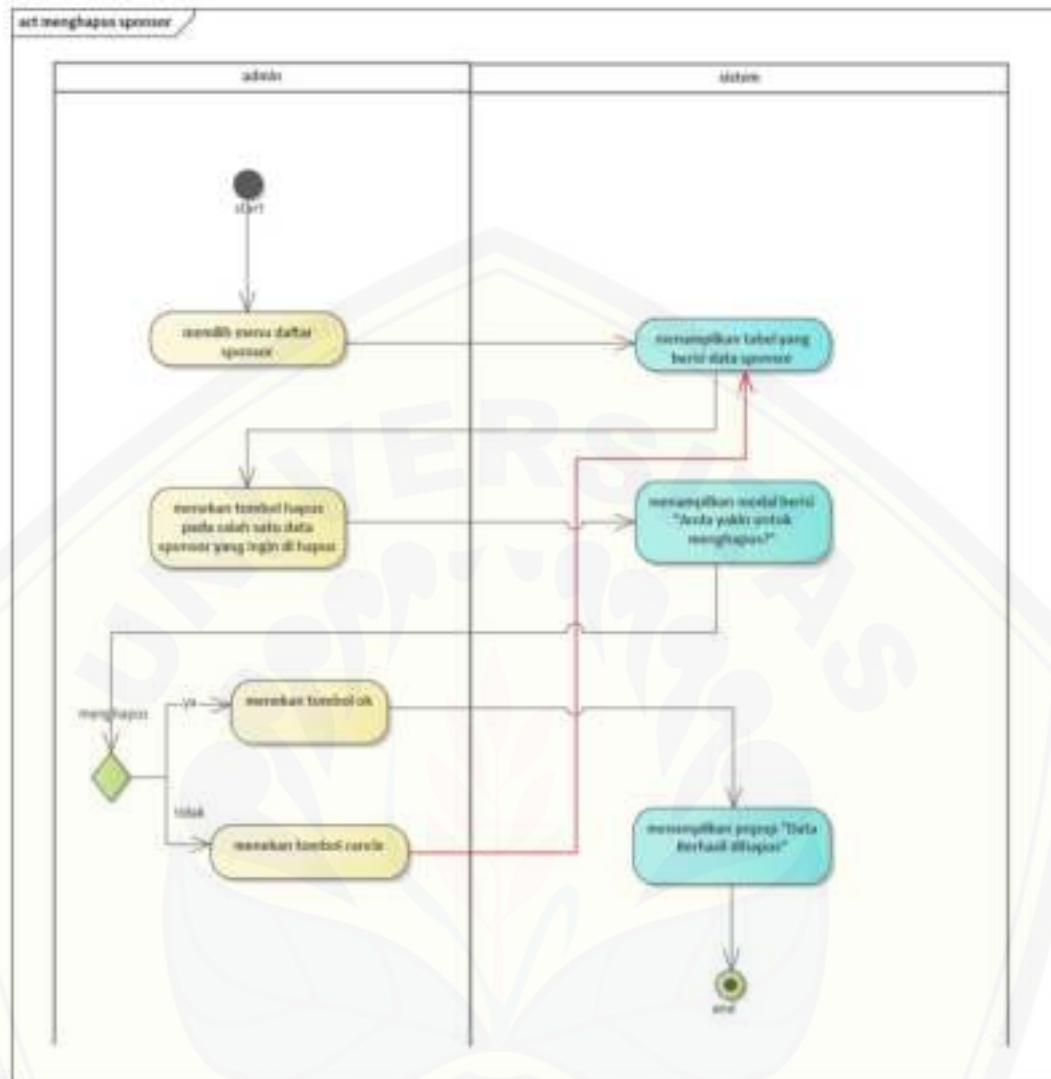 act menghapus sponsor
admin
sistem
start
memilih menu daftar
sponsor
menampilkan tabel yang
berisi data sponsor
menekan tombol hapus
pada salah satu data
sponsor yang ingin di hapus
menampilkan modal berisi
"Anda yakin untuk
menghapus?"
menghapus
ya
menekan tombol ok
tidak
menekan tombol cancle
menampilkan popup "Data
Berhasil dihapus"
end
UNIVERSITAS